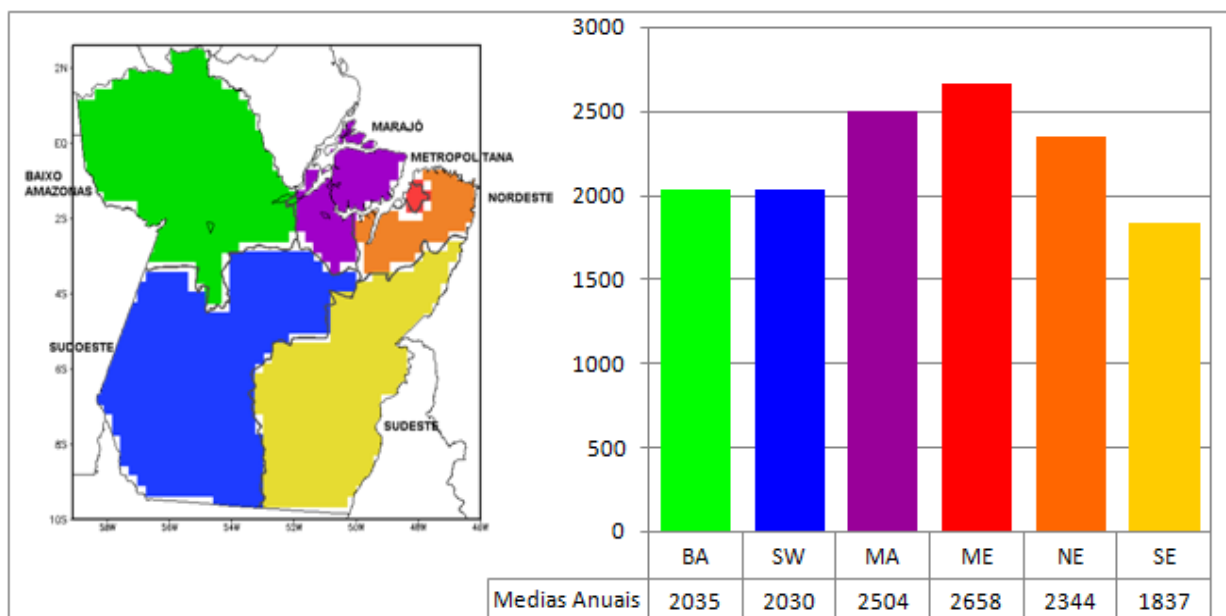 2N
EQ
2S
4S
6S
8S
10S
58W
56W
54W
52W
50W
48W
46W
MARAJÓ
METROPOLITANA
BAIXO
AMAZONAS
NORDESTE
SUDOESTE
SUDESTE
3000
2500
2000
1500
1000
500
0
BA SW MA ME NE SE
Medias Anuais 2035 2030 2504 2658 2344 1837